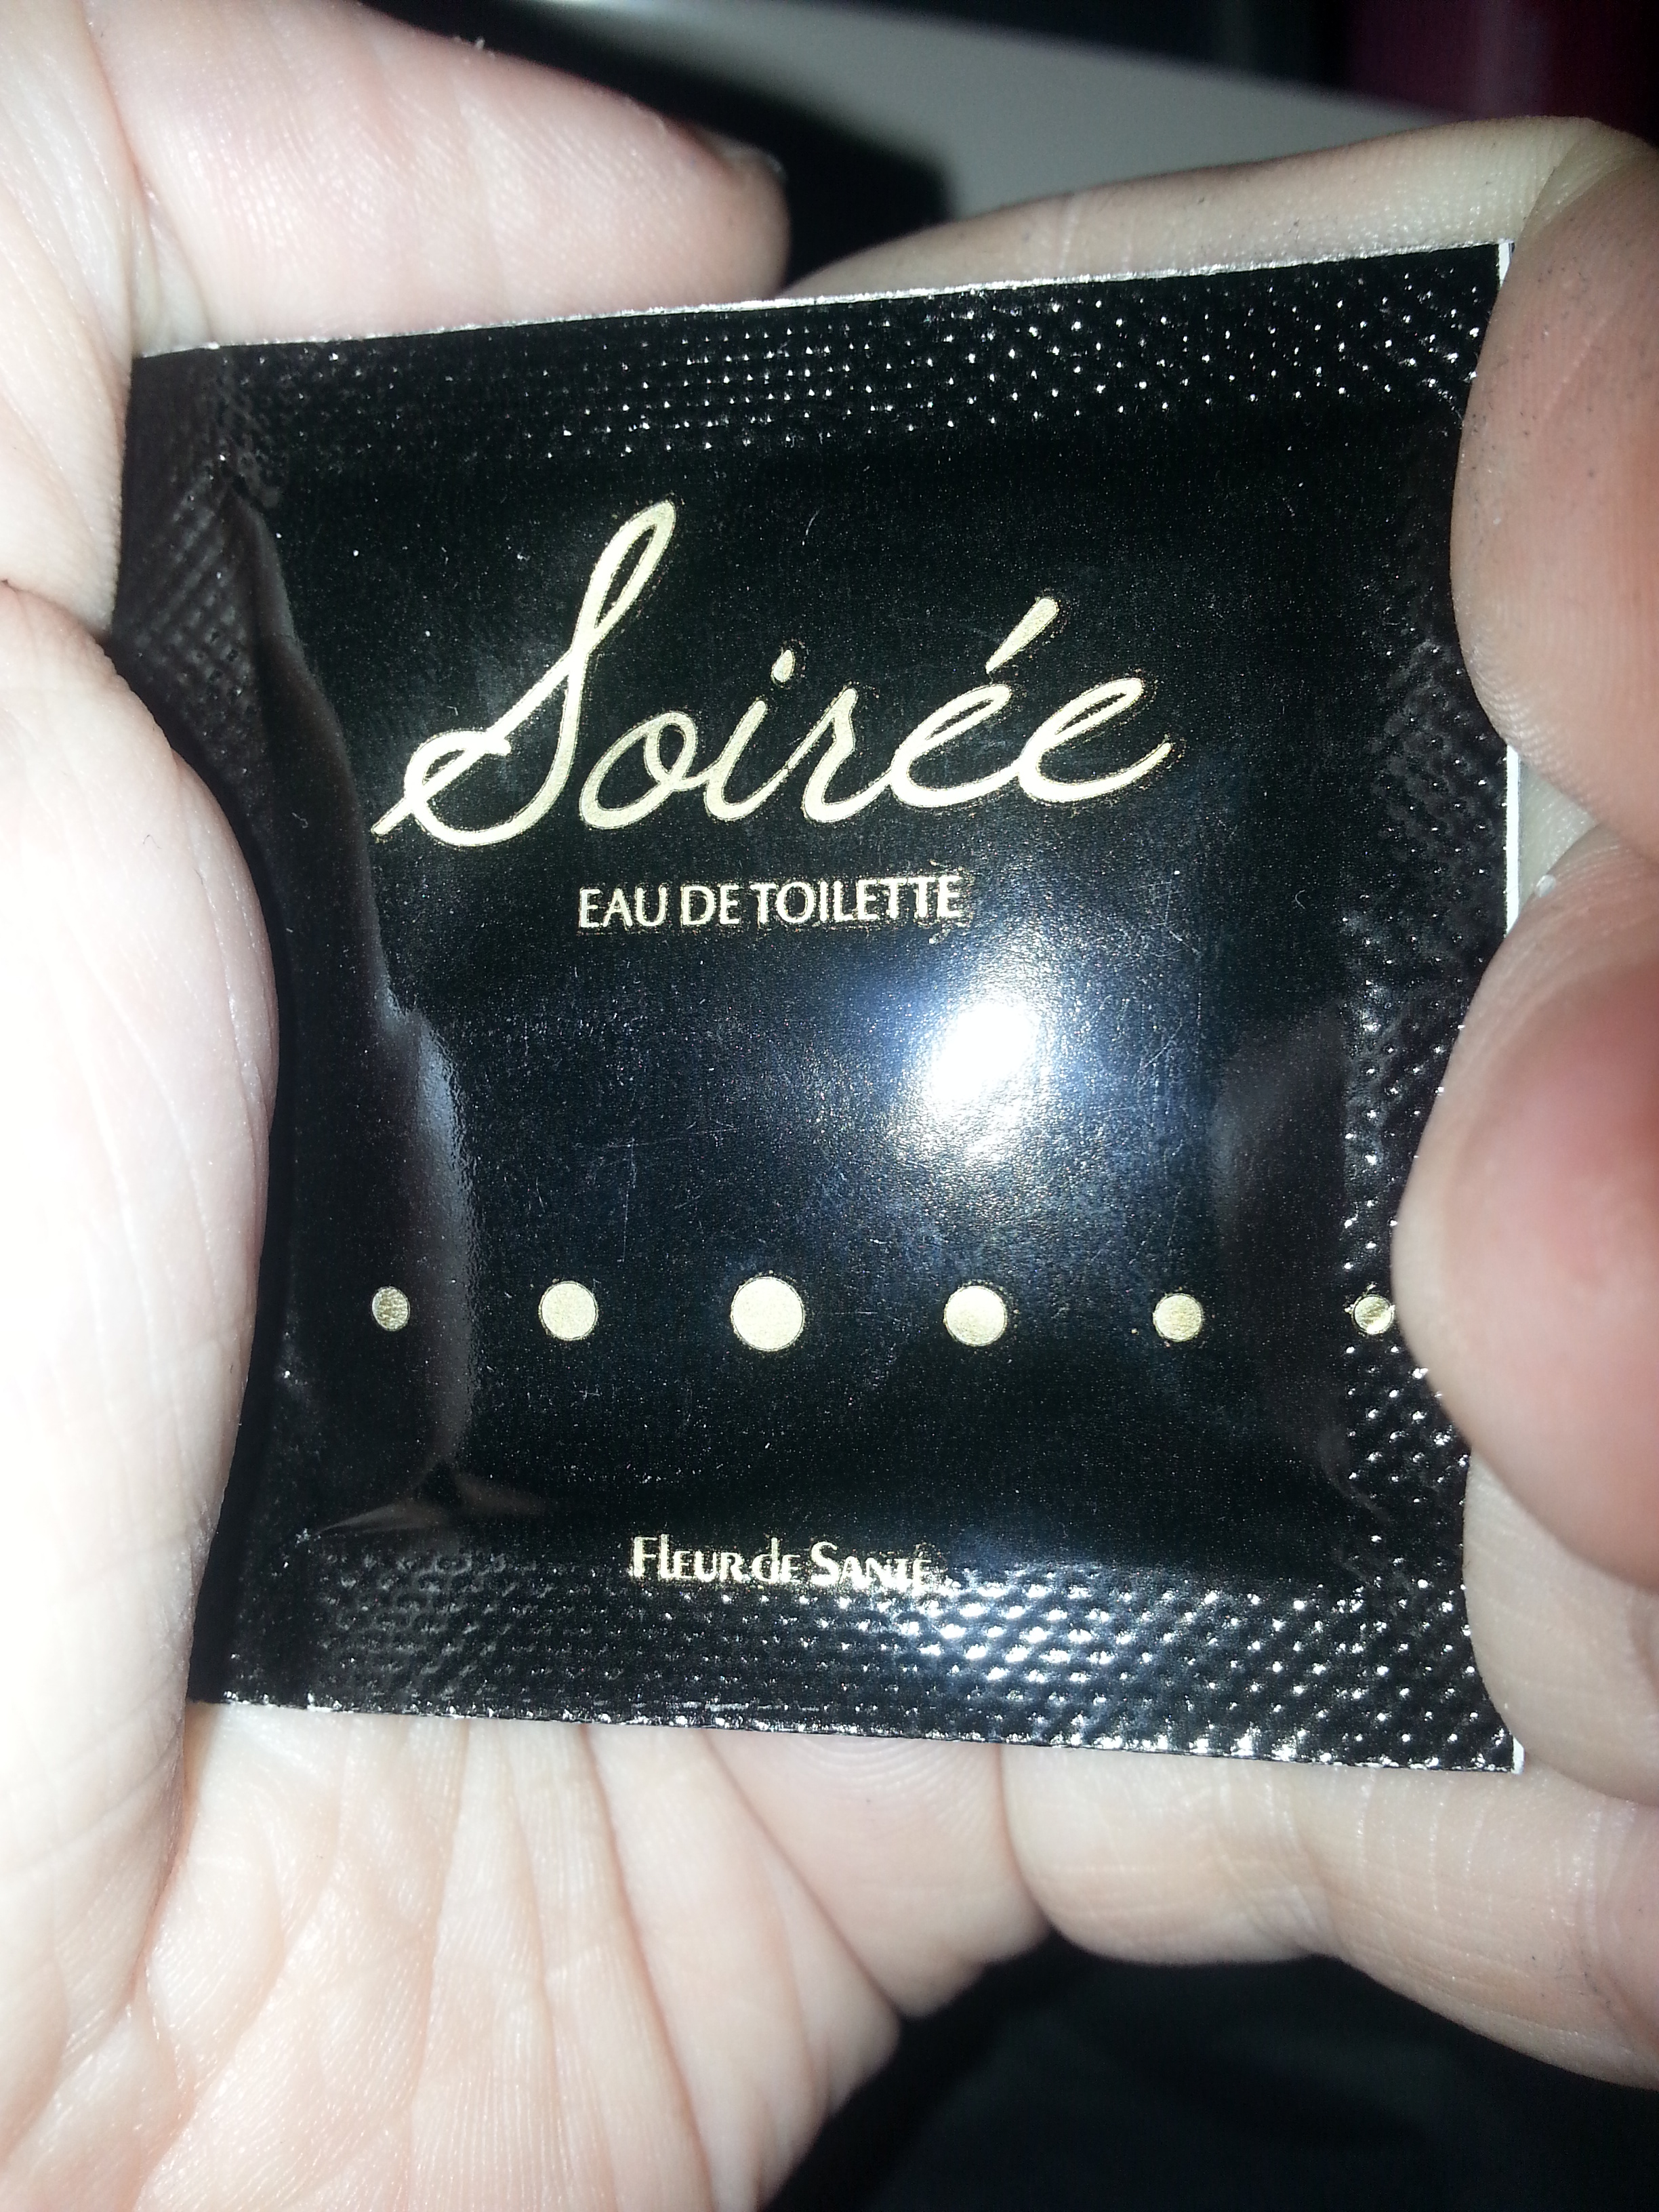 Soirée
EAU DE TOILETTE
FLEUR de SANTÉ